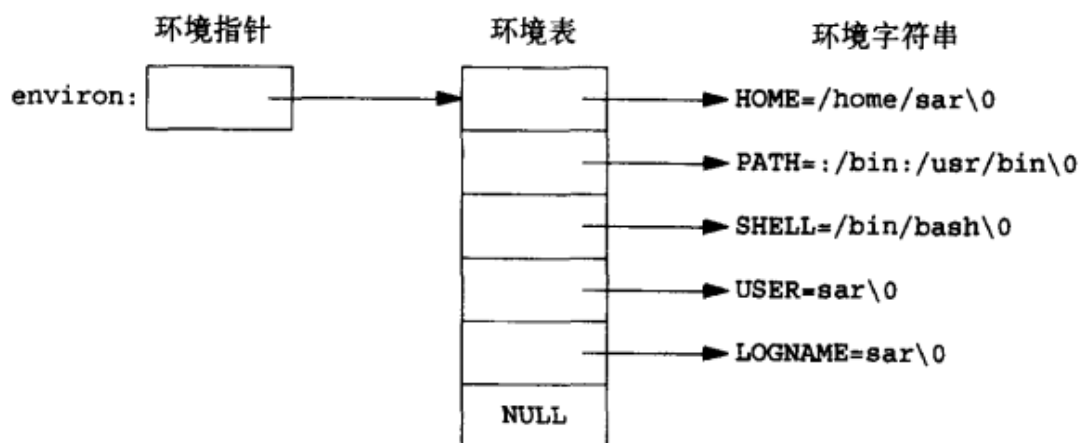 环境指针 环境表 环境字符串
environ: HOME=/home/sar\0
PATH=:/bin:/usr/bin\0
SHELL=/bin/bash\0
USER=sar\0
LOGNAME=sar\0
NULL